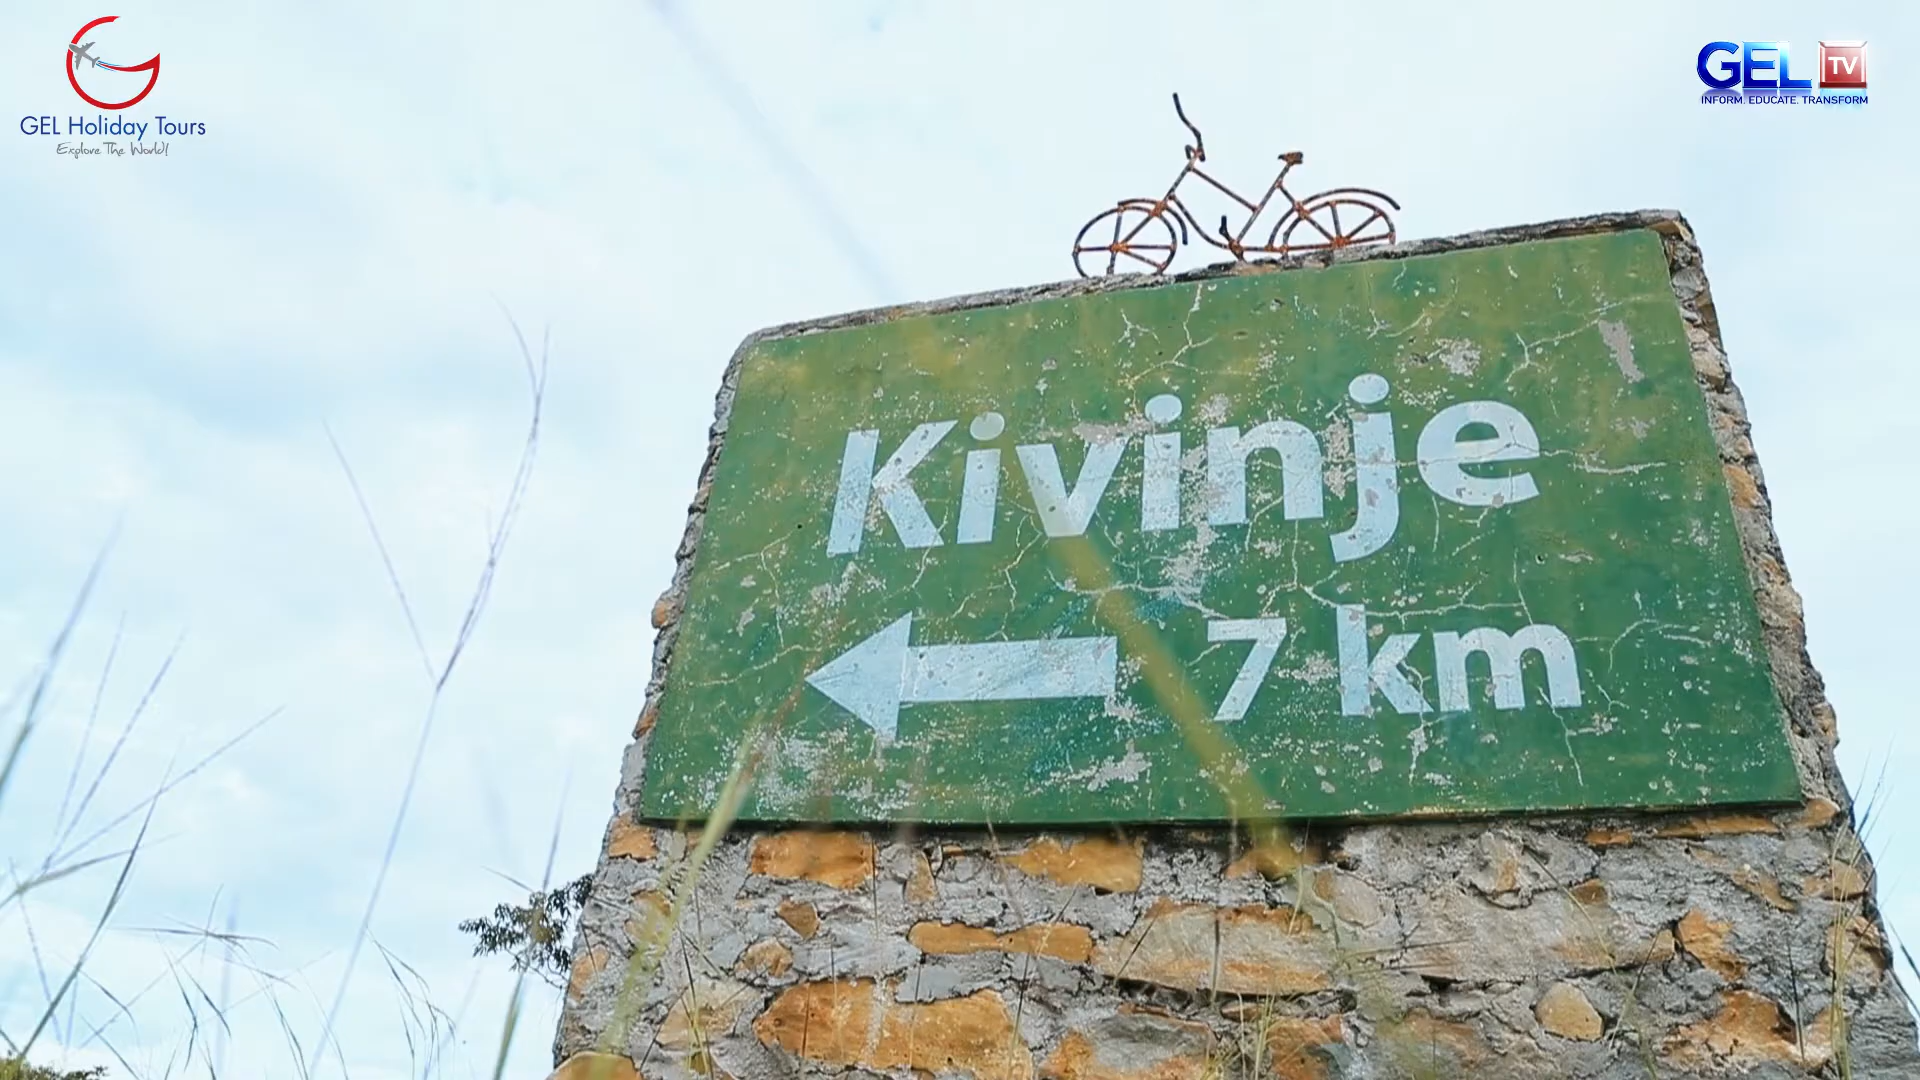 GEL Holiday Tours
Explore The World!
GEL TV
INFORM. EDUCATE. TRANSFORM
Kivinje
7 km